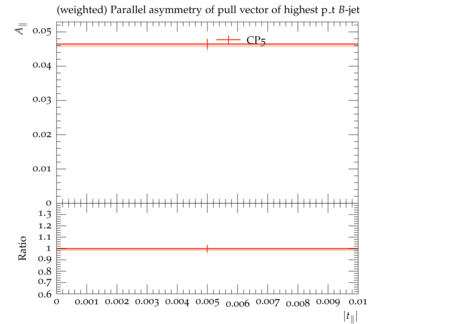 (weighted) Parallel asymmetry of pull vector of highest p_t B-jet
A∥
0.05
CP5
0.04
0.03
0.02
0.01
0
Ratio
1.3
1.2
1.1
1
0.9
0.8
0.7
0.6
0 0.001 0.002 0.003 0.004 0.005 0.006 0.007 0.008 0.009 0.01
|t∥|